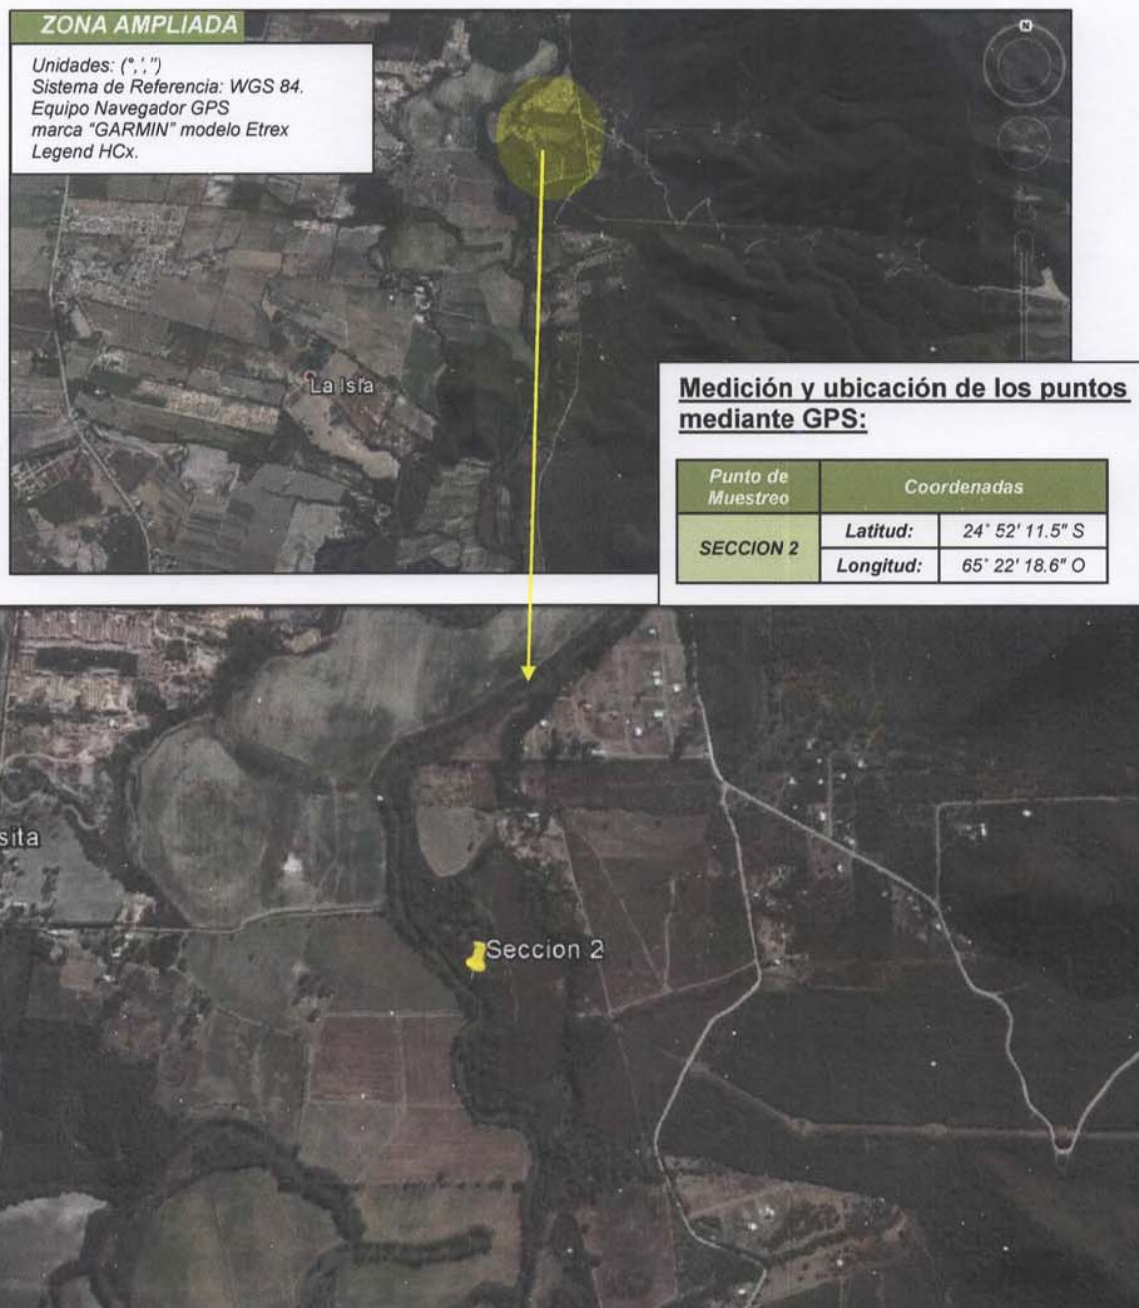 ZONA AMPLIADA
Unidades: (°,',")
Sistema de Referencia: WGS 84.
Equipo Navegador GPS
marca "GARMIN" modelo Etrex
Legend HCx.
N
La Isla
Medición y ubicación de los puntos
mediante GPS:
Punto de
Muestreo
Coordenadas
SECCION 2
Latitud:
24° 52' 11.5" S
Longitud:
65° 22' 18.6" O
sita
Seccion 2